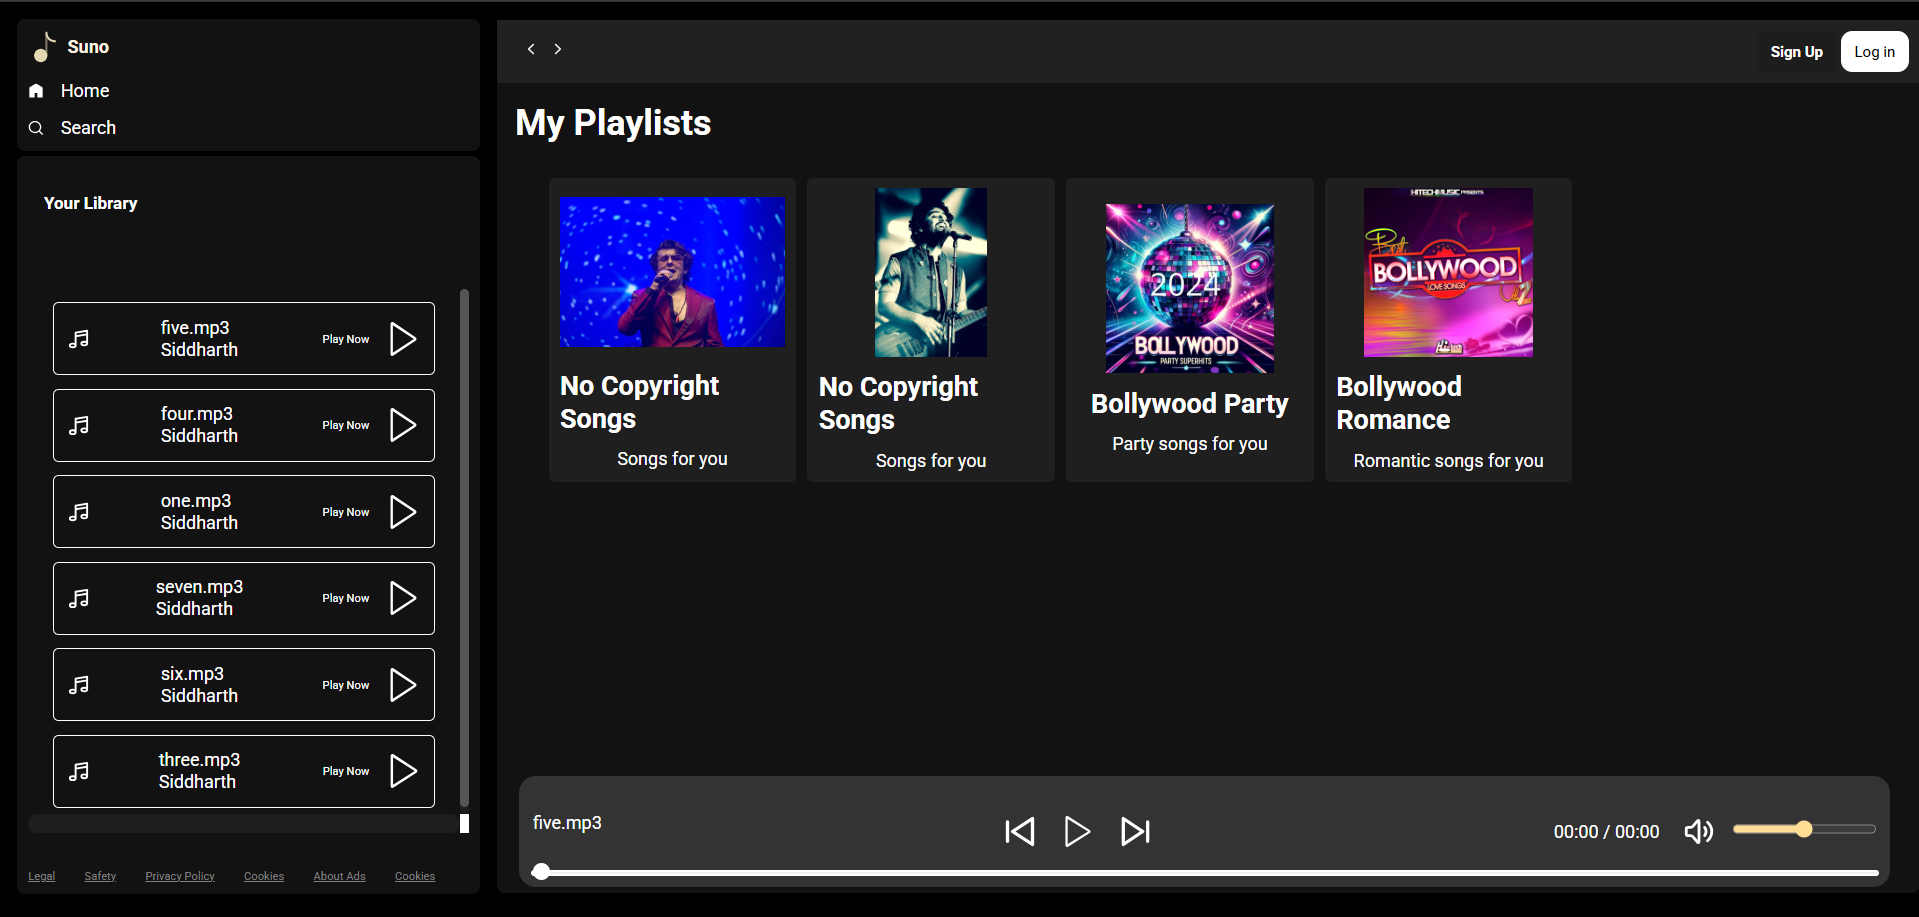 Suno
Home
Search
Your Library
five.mp3
Siddharth
Play Now
four.mp3
Siddharth
Play Now
one.mp3
Siddharth
Play Now
seven.mp3
Siddharth
Play Now
six.mp3
Siddharth
Play Now
three.mp3
Siddharth
Play Now
Legal Safety Privacy Policy Cookies About Ads Cookies
Sign Up Log in
My Playlists
No Copyright
Songs
Songs for you
No Copyright
Songs
Songs for you
2024
BOLLYWOOD
PARTY SUPERHITS
Bollywood Party
Party songs for you
HITECH MUSIC PRESENTS
Best
BOLLYWOOD
LOVE SONGS
Bollywood
Romance
Romantic songs for you
five.mp3
00:00 / 00:00